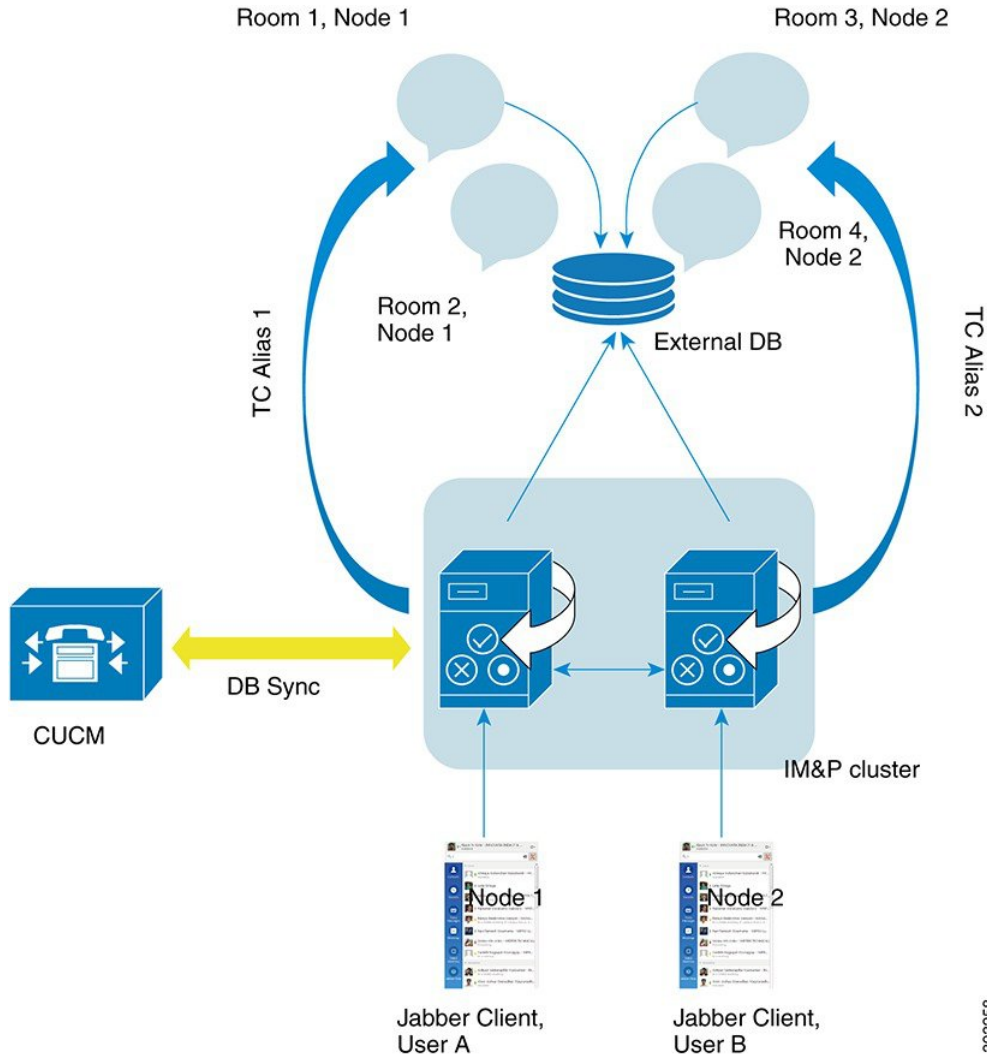 Room 1, Node 1
Room 3, Node 2
Room 4,
Node 2
Room 2,
Node 1
External DB
TC Alias 1
TC Alias 2
DB Sync
CUCM
IM&P cluster
Node 1
Node 2
Jabber Client,
User A
Jabber Client,
User B